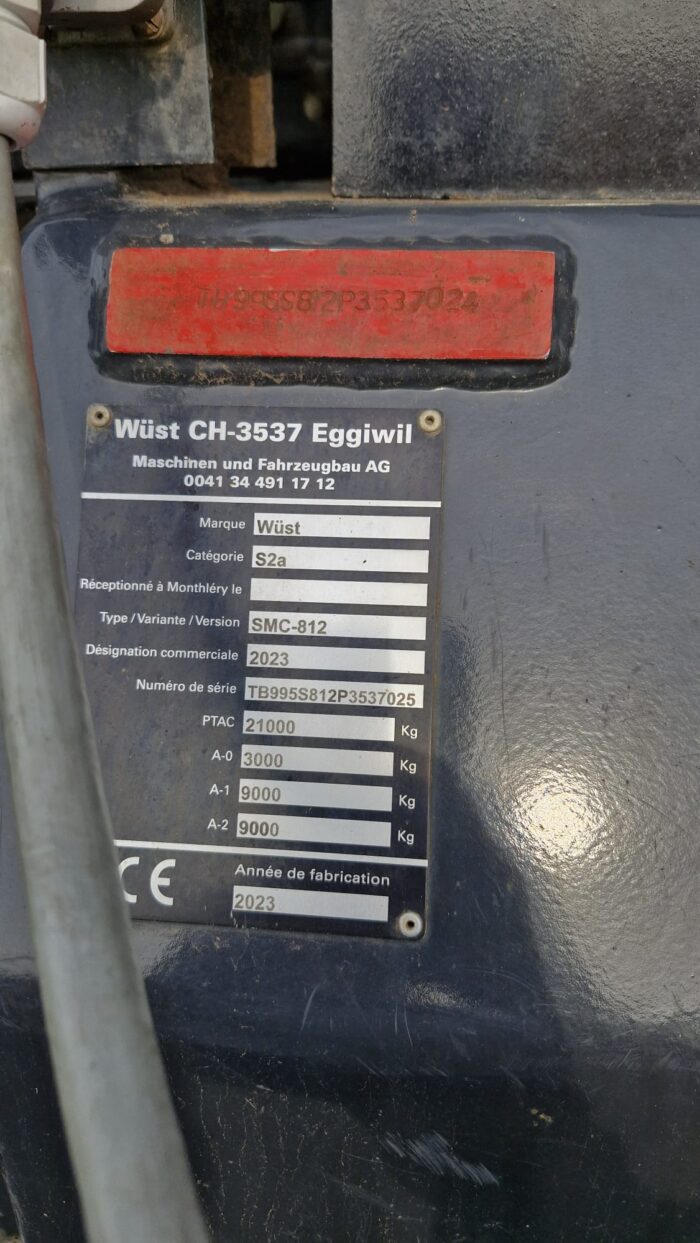 TB995S812P3537024
Wüst CH-3537 Eggiwil
Maschinen und Fahrzeugbau AG
0041 34 491 17 12
Marque Wüst
Catégorie S2a
Réceptionné à Monthléry le
Type / Variante / Version SMC-812
Désignation commerciale 2023
Numéro de série TB995S812P3537025
PTAC 21000 Kg
A-0 3000 Kg
A-1 9000 Kg
A-2 9000 Kg
CE Année de fabrication
2023